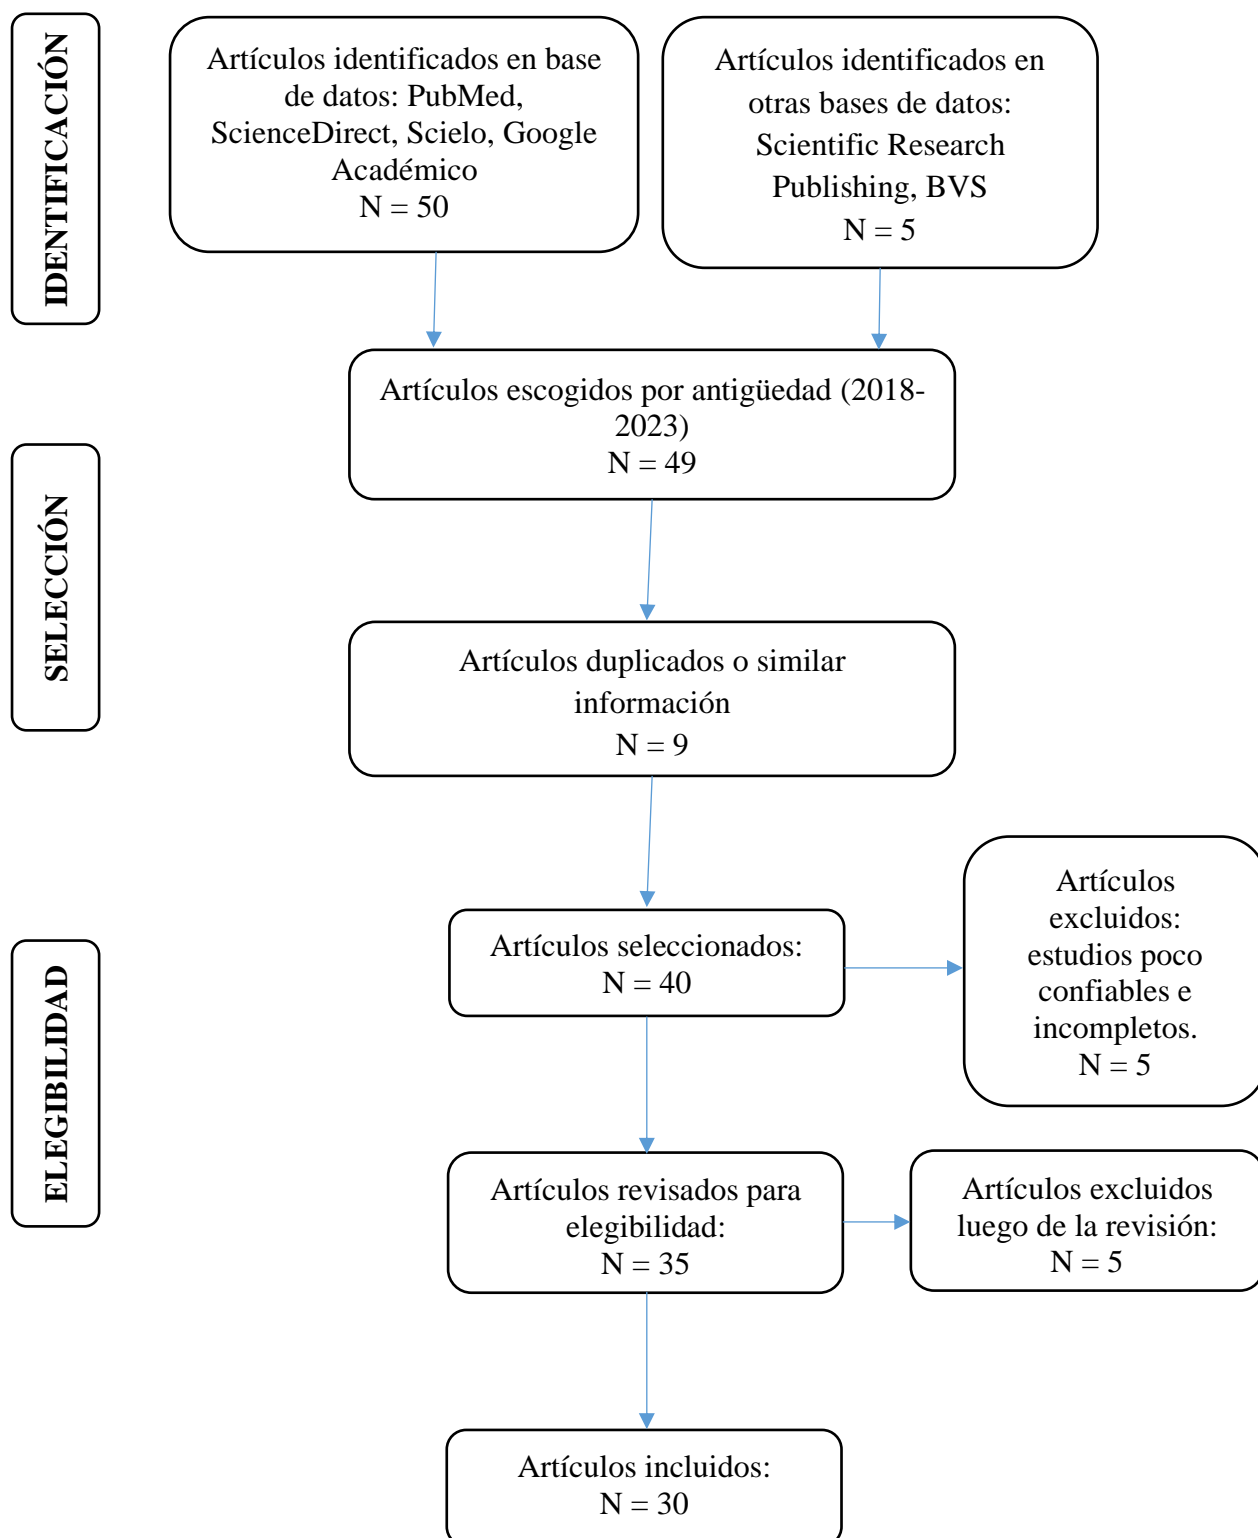 IDENTIFICACIÓN
Artículos identificados en base
de datos: PubMed,
ScienceDirect, Scielo, Google
Académico
N = 50
Artículos identificados en
otras bases de datos:
Scientific Research
Publishing, BVS
N = 5
Artículos escogidos por antigüedad (2018-
2023)
N = 49
SELECCIÓN
Artículos duplicados o similar
información
N = 9
ELEGIBILIDAD
Artículos seleccionados:
N = 40
Artículos
excluidos:
estudios poco
confiables e
incompletos.
N = 5
Artículos revisados para
elegibilidad:
N = 35
Artículos excluidos
luego de la revisión:
N = 5
Artículos incluidos:
N = 30